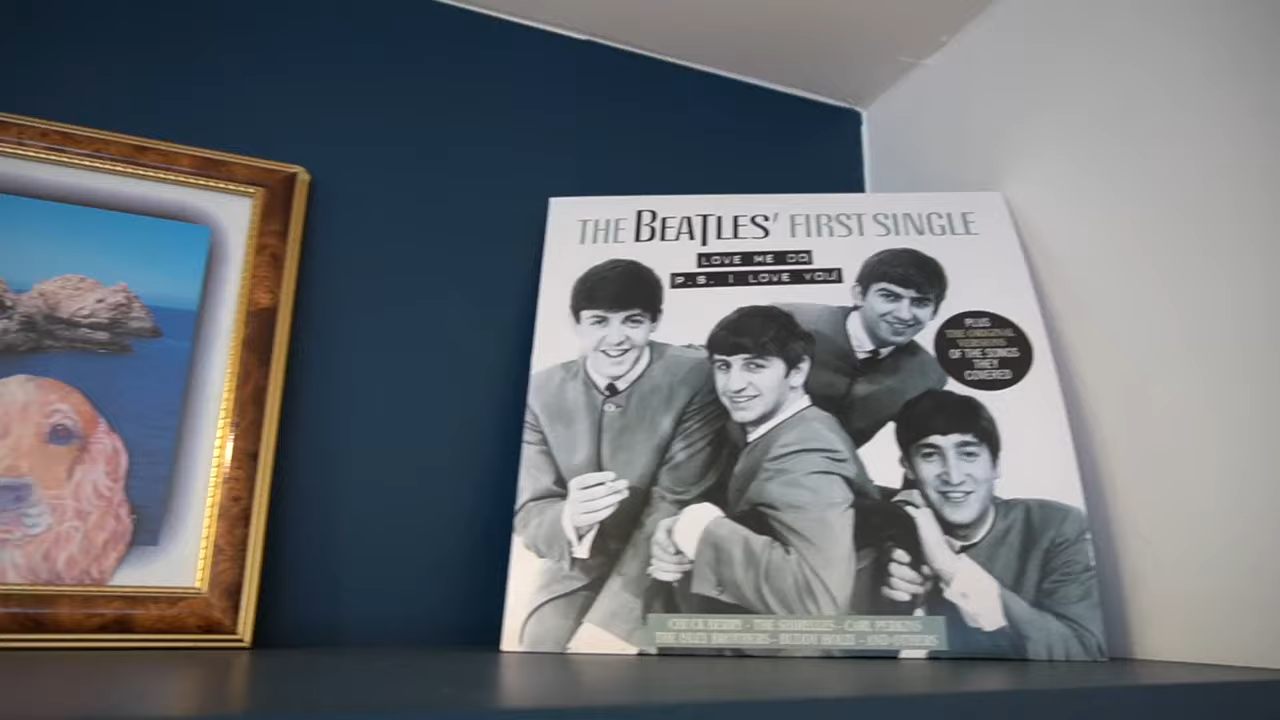 THE BEATLES' FIRST SINGLE
LOVE ME DO
P.S. I LOVE YOU
PLUS
THE ORIGINAL
VERSIONS
OF THE SONGS
THEY
COVERED
CHUCK BERRY - THE SHIRELLES - CARL PERKINS
THE ISLEY BROTHERS - BUDDY HOLLY - AND OTHERS